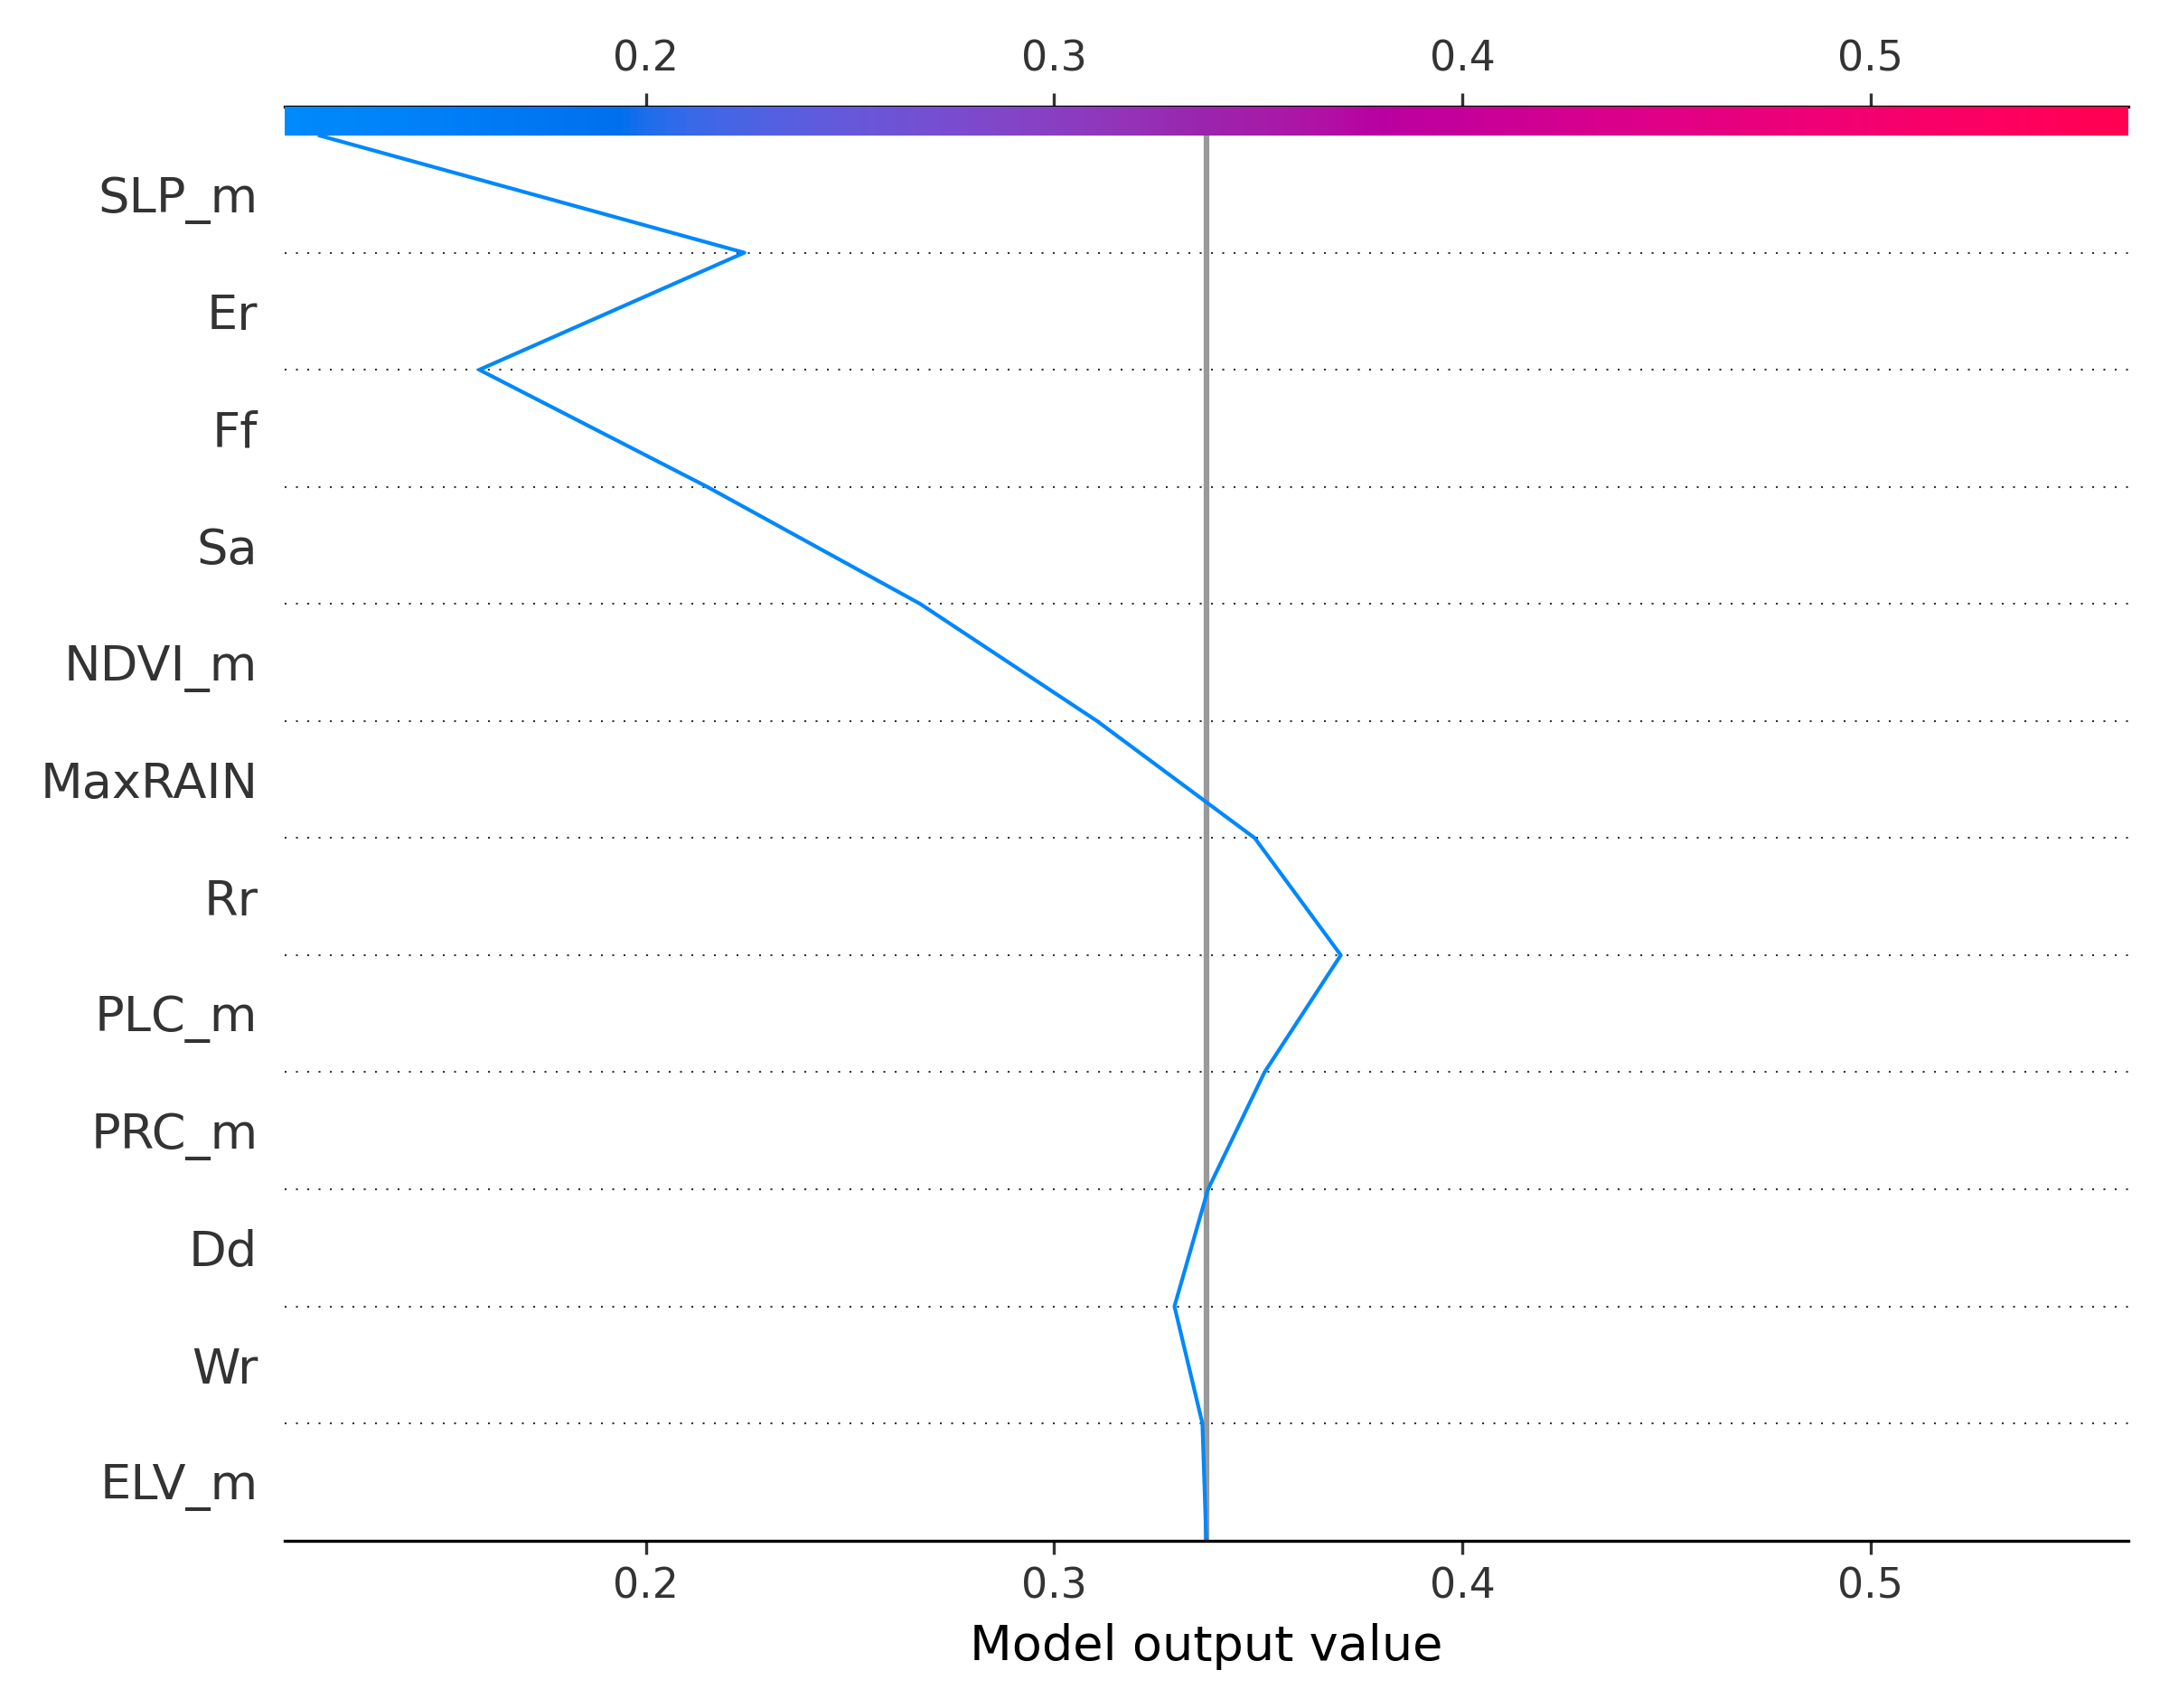 0.2 0.3 0.4 0.5
SLP_m
Er
Ff
Sa
NDVI_m
MaxRAIN
Rr
PLC_m
PRC_m
Dd
Wr
ELV_m
0.2 0.3 0.4 0.5
Model output value